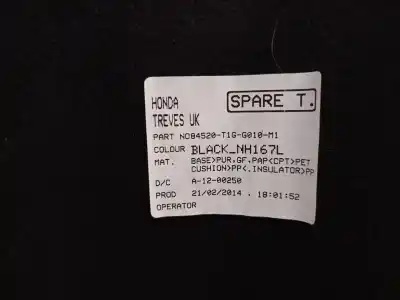 HONDA
SPARE T.
TREVES UK
PART NO84520-T1G-G010-M1
COLOUR BLACK_NH167L
MAT. BASE>PUR.GF.PAP(CPT)PET
CUSHION>PP<.INSULATOR>PP
D/C A-12-00250
PROD 21/02/2014 . 18:01:52
OPERATOR